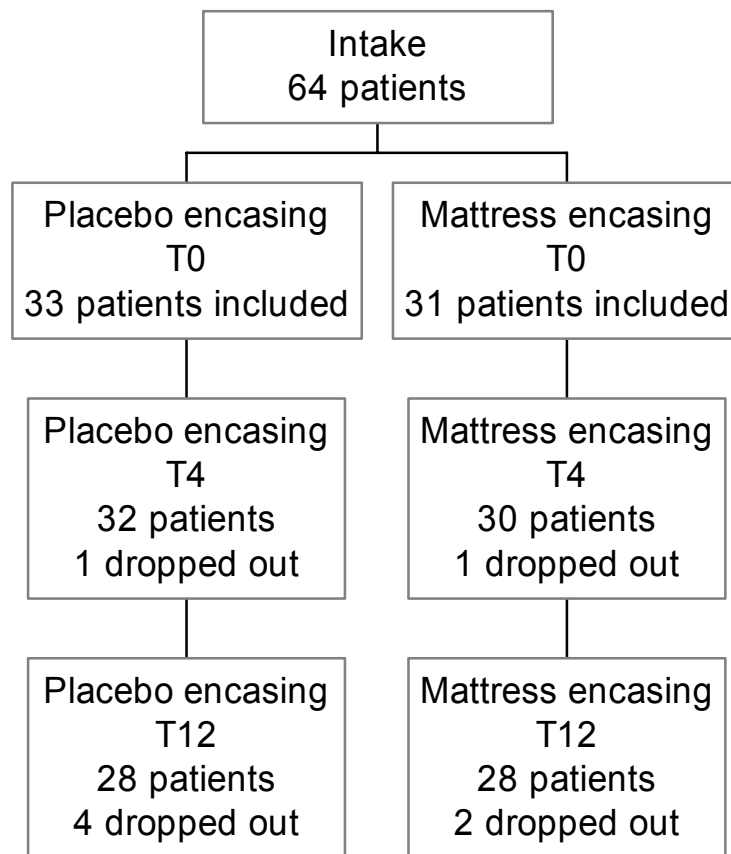 Intake
64 patients
Placebo encasing
T0
33 patients included
Mattress encasing
T0
31 patients included
Placebo encasing
T4
32 patients
1 dropped out
Mattress encasing
T4
30 patients
1 dropped out
Placebo encasing
T12
28 patients
4 dropped out
Mattress encasing
T12
28 patients
2 dropped out